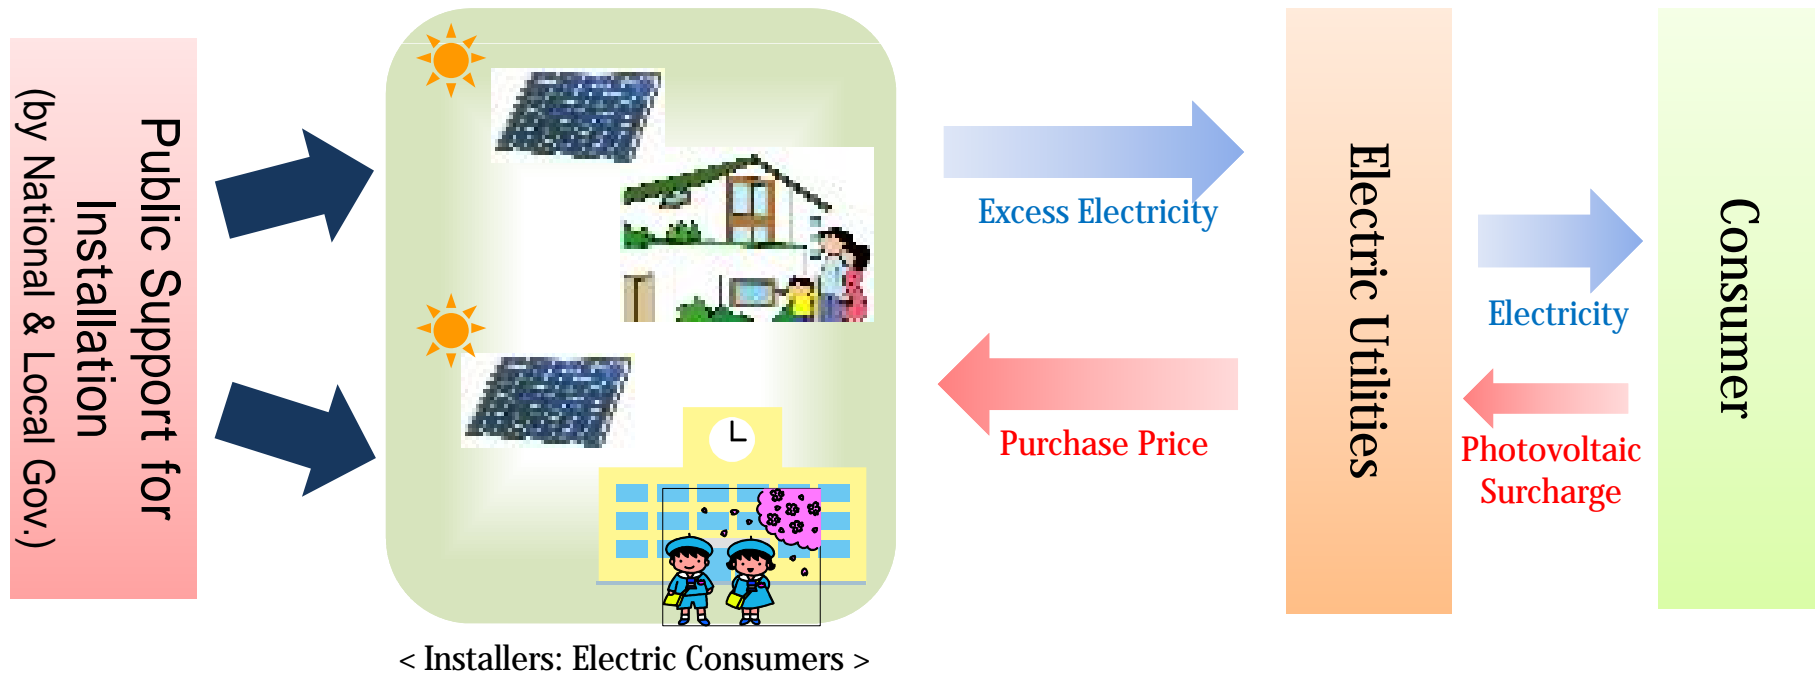 Public Support for
Installation
(by National & Local Gov.)
Excess Electricity
Purchase Price
Electric Utilities
Electricity
Photovoltaic
Surcharge
Consumer
< Installers: Electric Consumers >